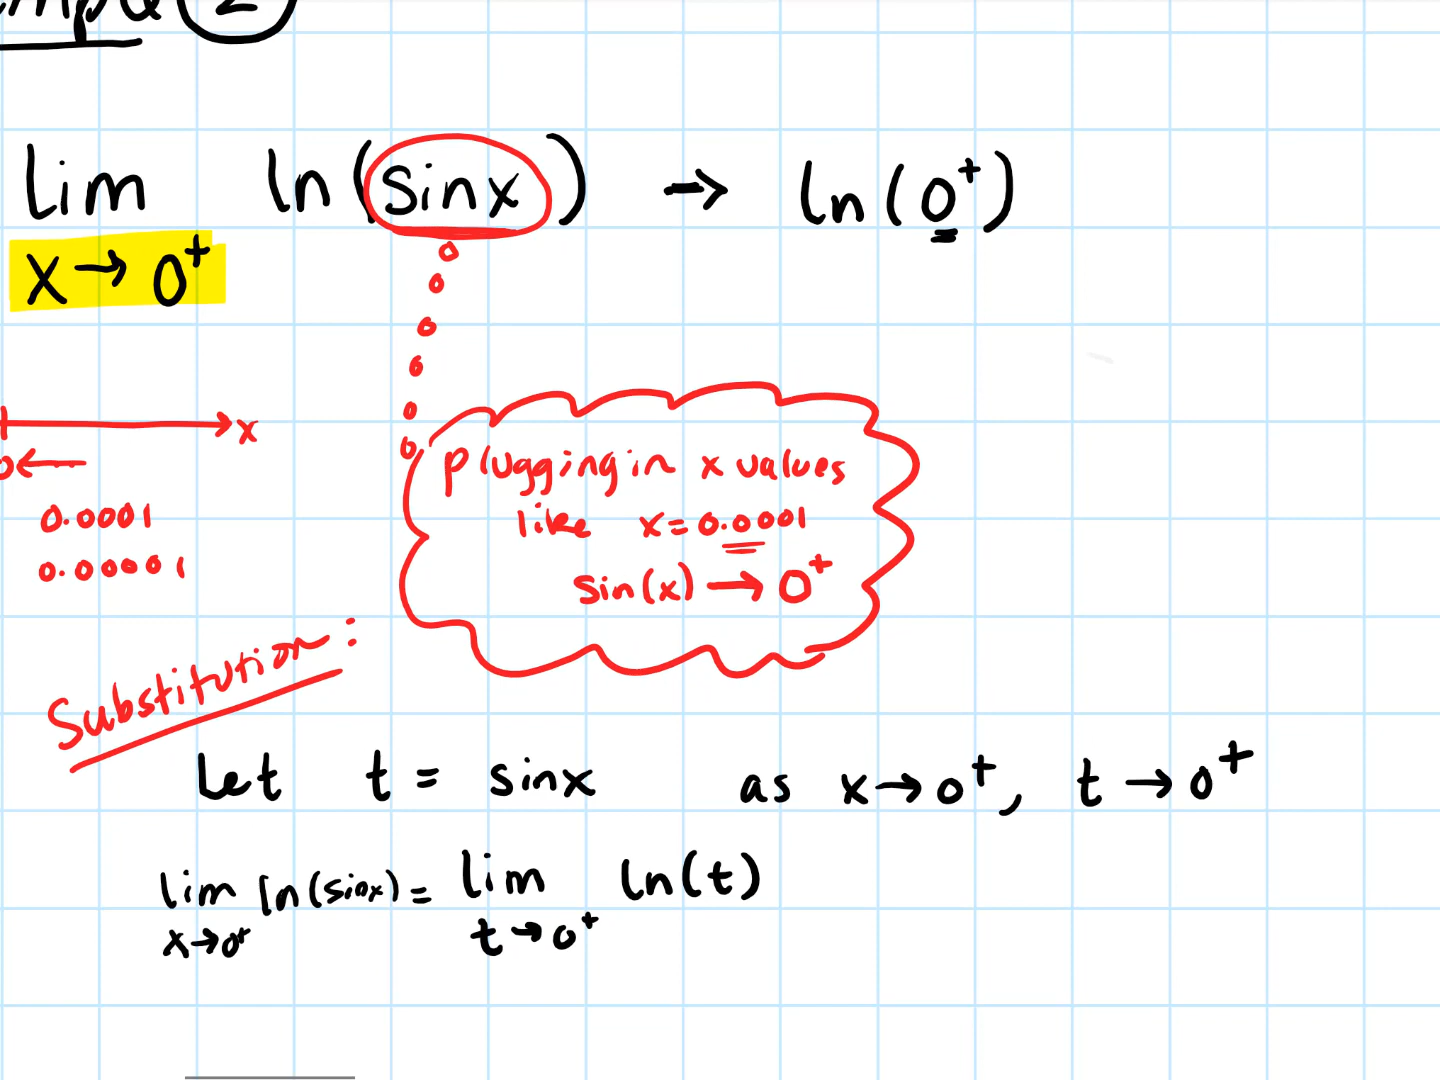 2
lim ln(sinx) → ln(0⁺)
x → 0⁺
x
0.0001
0.00001
plugging in x values
like x = 0.0001
sin(x) → 0⁺
Substitution:
Let t = sinx as x → 0⁺, t → 0⁺
lim ln(sinx) = lim ln(t)
x → 0⁺ t → 0⁺